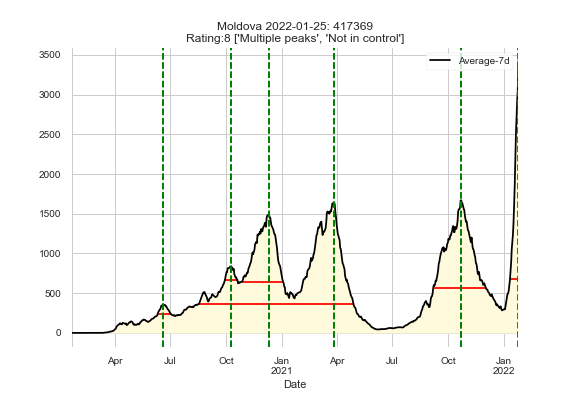 Moldova 2022-01-25: 417369
Rating:8 ['Multiple peaks', 'Not in control']
Average-7d
3500
3000
2500
2000
1500
1000
500
0
Apr
Jul
Oct
Jan
2021
Apr
Jul
Oct
Jan
2022
Date